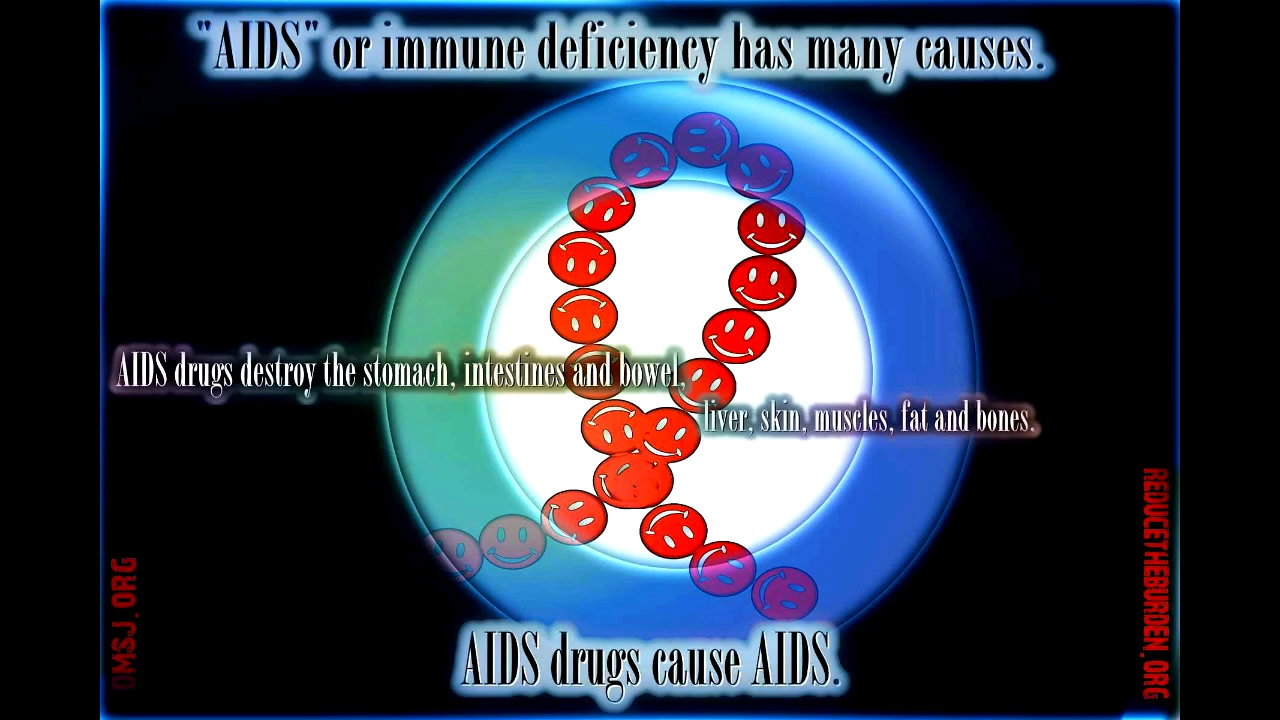 "AIDS" or immune deficiency has many causes.
AIDS drugs destroy the stomach, intestines and bowel,
liver, skin, muscles, fat and bones.
OMSJ.ORG
REDUCETHEBURDEN.ORG
AIDS drugs cause AIDS.